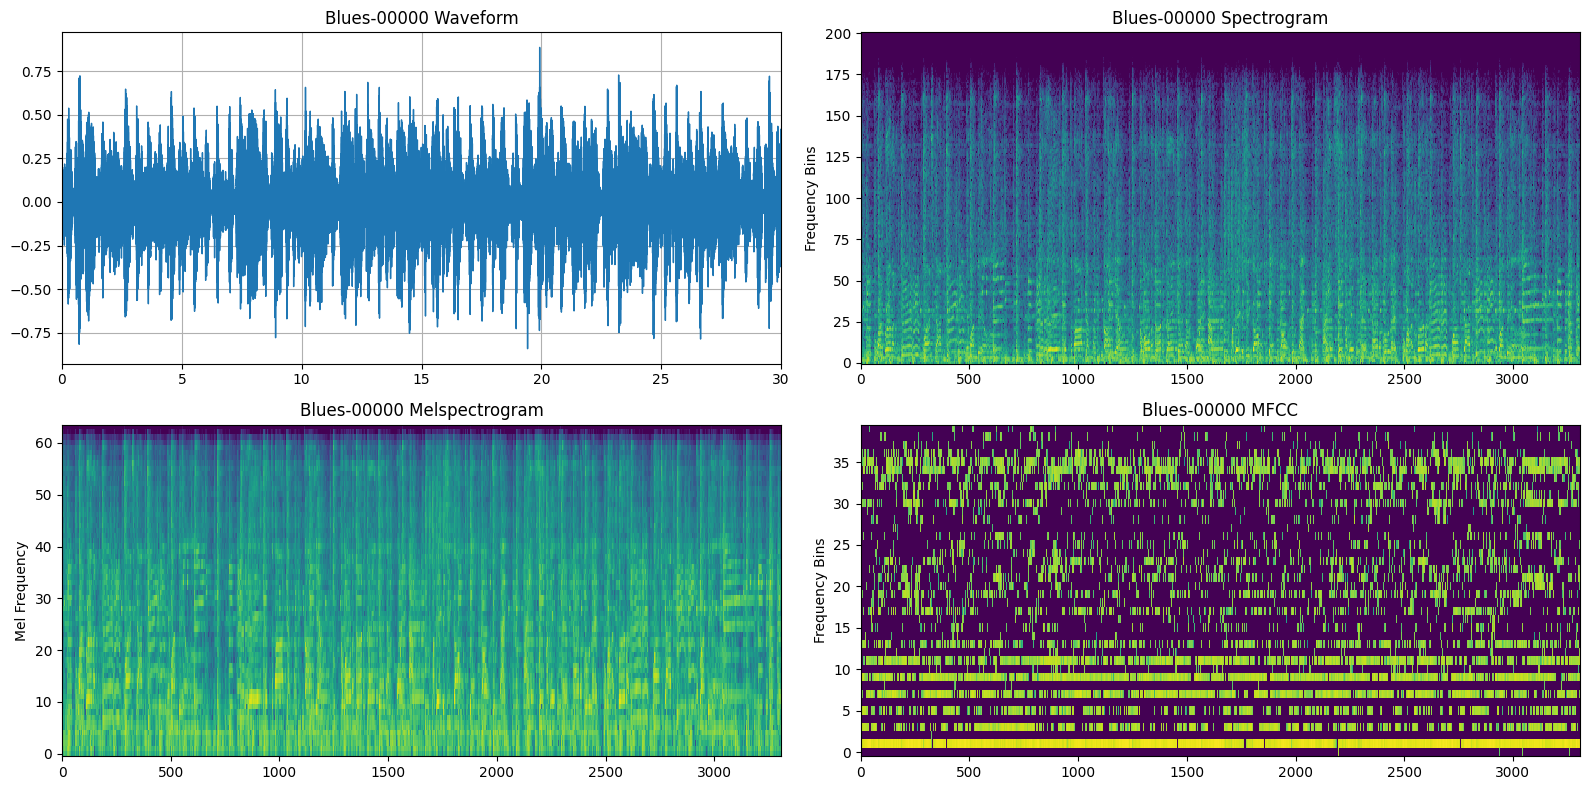 Blues-00000 Waveform
0.75
0.50
0.25
0.00
−0.25
−0.50
−0.75
0 5 10 15 20 25 30
Blues-00000 Spectrogram
Frequency Bins
200
175
150
125
100
75
50
25
0
0 500 1000 1500 2000 2500 3000
Blues-00000 Melspectrogram
Mel Frequency
60
50
40
30
20
10
0
0 500 1000 1500 2000 2500 3000
Blues-00000 MFCC
Frequency Bins
35
30
25
20
15
10
5
0
0 500 1000 1500 2000 2500 3000